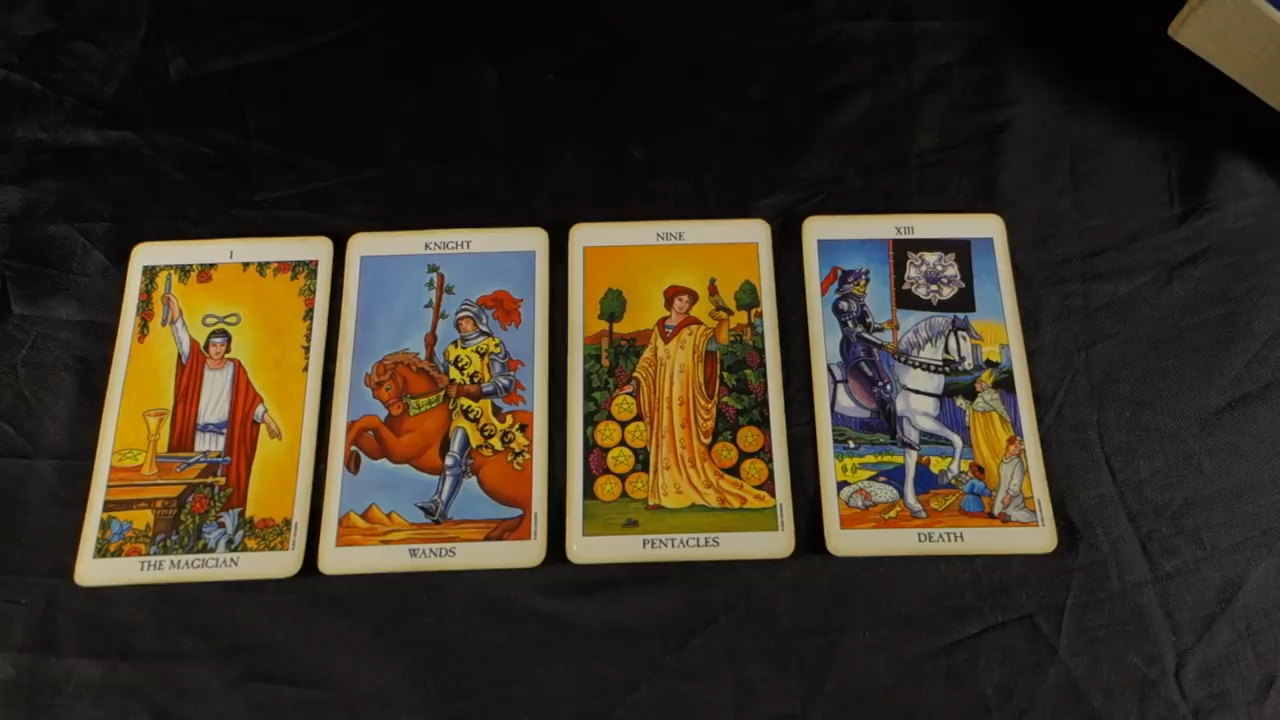 I
THE MAGICIAN
KNIGHT
WANDS
NINE
PENTACLES
XIII
DEATH